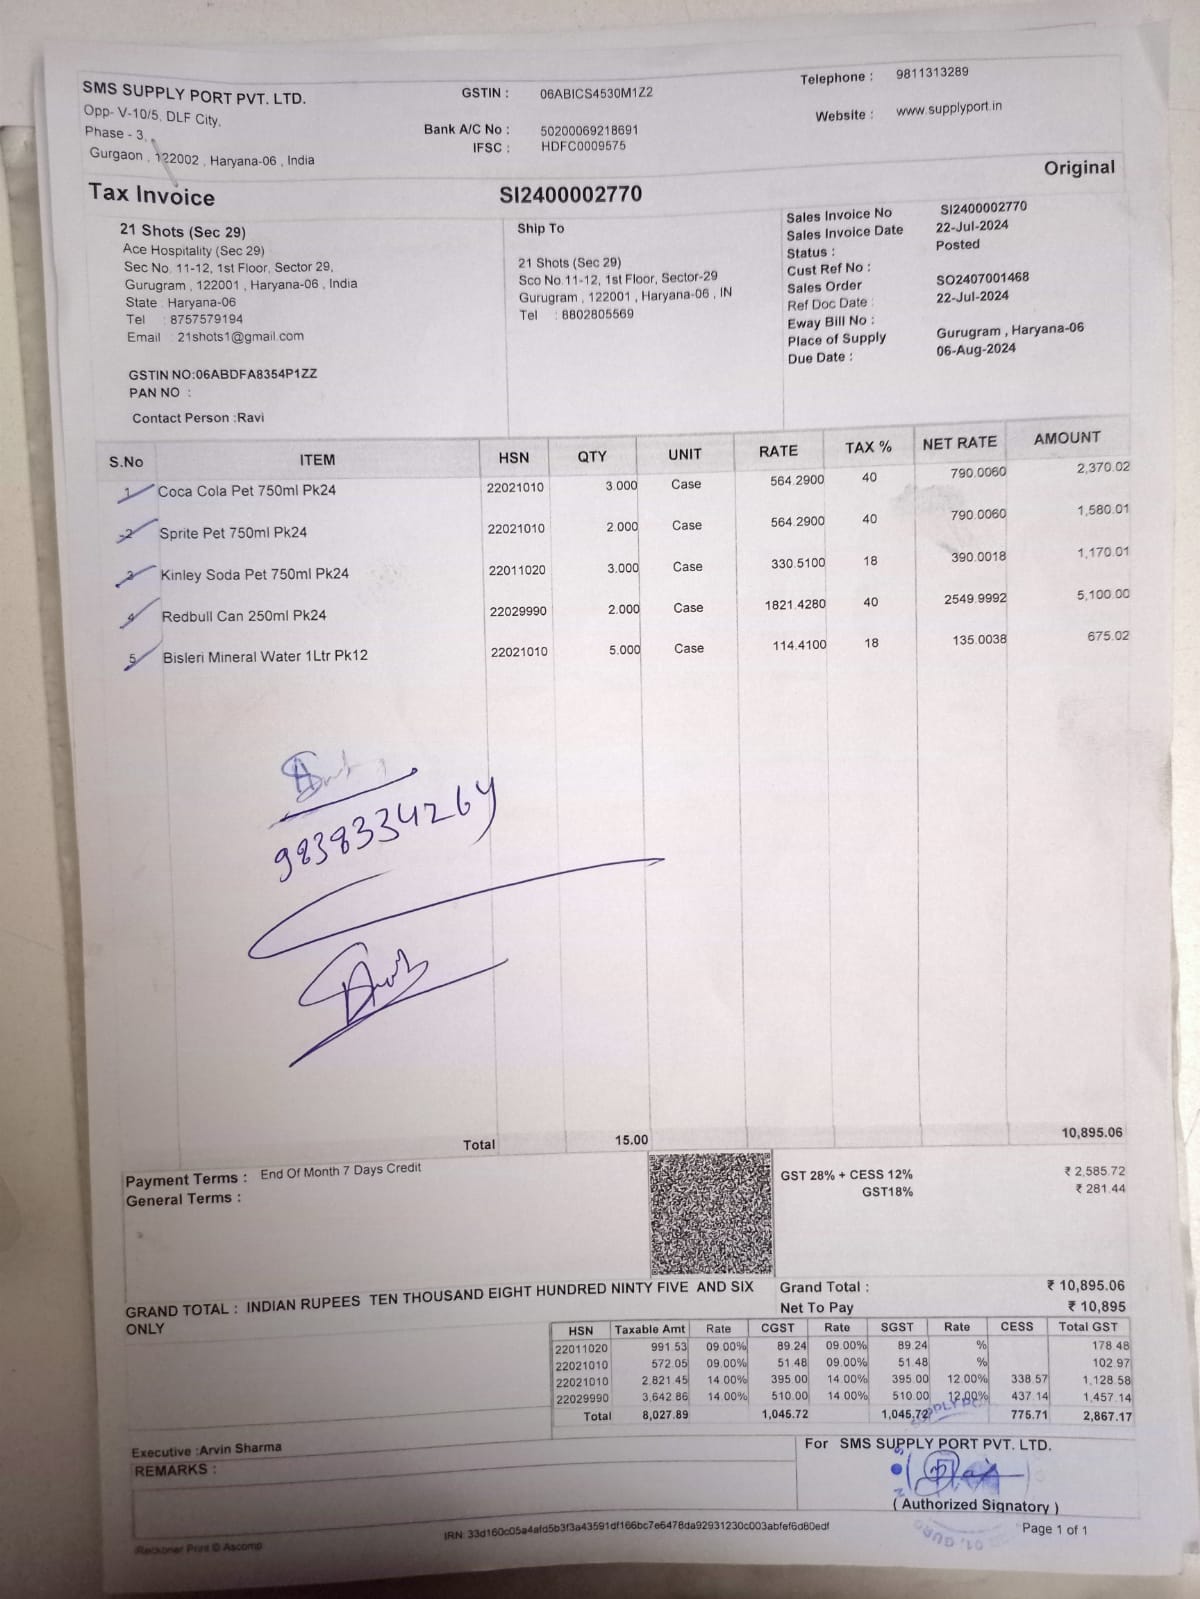 SMS SUPPLY PORT PVT. LTD.
Opp- V-10/5, DLF City,
Phase - 3,
Gurgaon , 122002 , Haryana-06 , India
GSTIN : 06ABICS4530M1Z2
Bank A/C No : 50200069218691
IFSC : HDFC0009575
Telephone : 9811313289
Website : www.supplyport.in
Original
Tax Invoice SI2400002770
21 Shots (Sec 29)
Ace Hospitality (Sec 29)
Sec No. 11-12, 1st Floor, Sector 29,
Gurugram , 122001 , Haryana-06 , India
State : Haryana-06
Tel : 8757579194
Email : 21shots1@gmail.com
GSTIN NO:06ABDFA8354P1ZZ
PAN NO :
Contact Person :Ravi
Ship To
21 Shots (Sec 29)
Sco No.11-12, 1st Floor, Sector-29
Gurugram , 122001 , Haryana-06 , IN
Tel : 8802805569
Sales Invoice No SI2400002770
Sales Invoice Date 22-Jul-2024
Status : Posted
Cust Ref No :
Sales Order SO2407001468
Ref Doc Date : 22-Jul-2024
Eway Bill No :
Place of Supply Gurugram , Haryana-06
Due Date : 06-Aug-2024
S.No ITEM HSN QTY UNIT RATE TAX % NET RATE AMOUNT
1 Coca Cola Pet 750ml Pk24 22021010 3.000 Case 564.2900 40 790.0060 2,370.02
2 Sprite Pet 750ml Pk24 22021010 2.000 Case 564.2900 40 790.0060 1,580.01
3 Kinley Soda Pet 750ml Pk24 22011020 3.000 Case 330.5100 18 390.0018 1,170.01
4 Redbull Can 250ml Pk24 22029990 2.000 Case 1821.4280 40 2549.9992 5,100.00
5 Bisleri Mineral Water 1Ltr Pk12 22021010 5.000 Case 114.4100 18 135.0038 675.02
9838334264
Total 15.00 10,895.06
Payment Terms : End Of Month 7 Days Credit
General Terms :
GST 28% + CESS 12% ₹ 2,585.72
GST18% ₹ 281.44
GRAND TOTAL : INDIAN RUPEES TEN THOUSAND EIGHT HUNDRED NINTY FIVE AND SIX
ONLY
Grand Total : ₹ 10,895.06
Net To Pay ₹ 10,895
HSN Taxable Amt Rate CGST Rate SGST Rate CESS Total GST
22011020 991.53 09.00% 89.24 09.00% 89.24 % 178.48
22021010 572.05 09.00% 51.48 09.00% 51.48 % 102.97
22021010 2,821.45 14.00% 395.00 14.00% 395.00 12.00% 338.57 1,128.58
22029990 3,642.86 14.00% 510.00 14.00% 510.00 12.00% 437.14 1,457.14
Total 8,027.89 1,045.72 1,045.72 775.71 2,867.17
Executive :Arvin Sharma
REMARKS :
For SMS SUPPLY PORT PVT. LTD.
( Authorized Signatory )
IRN: 33d160c05a4afd5b3f3a43591df166bc7e6478da92931230c003abfef6d80edf
Page 1 of 1
iReckoner Print © Ascomp